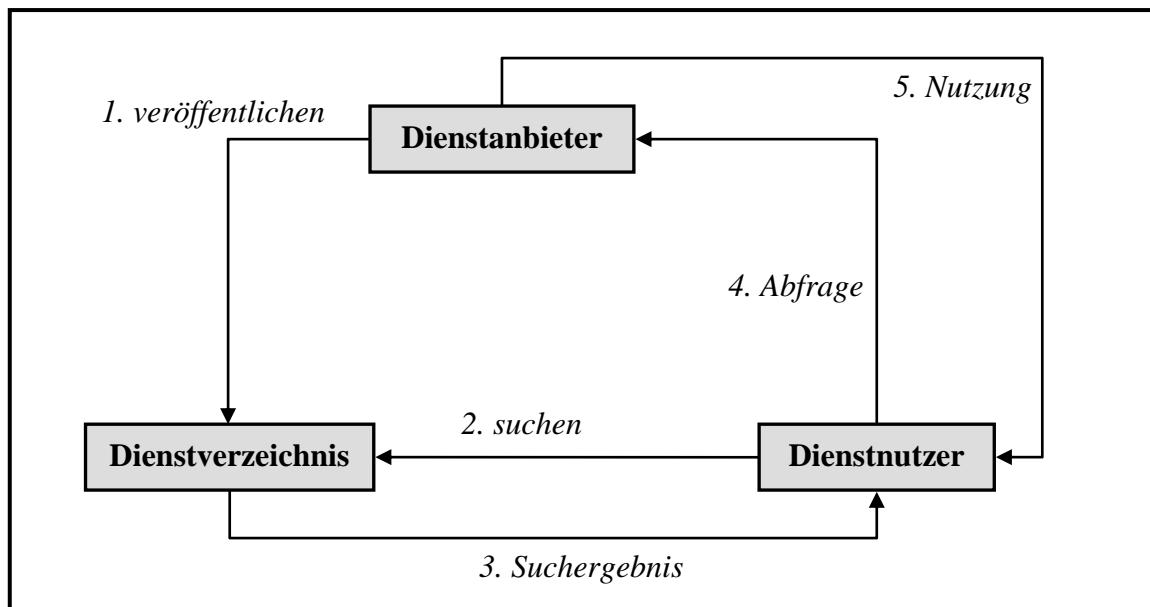 5. Nutzung
1. veröffentlichen
Dienstanbieter
4. Abfrage
2. suchen
Dienstverzeichnis
Dienstnutzer
3. Suchergebnis